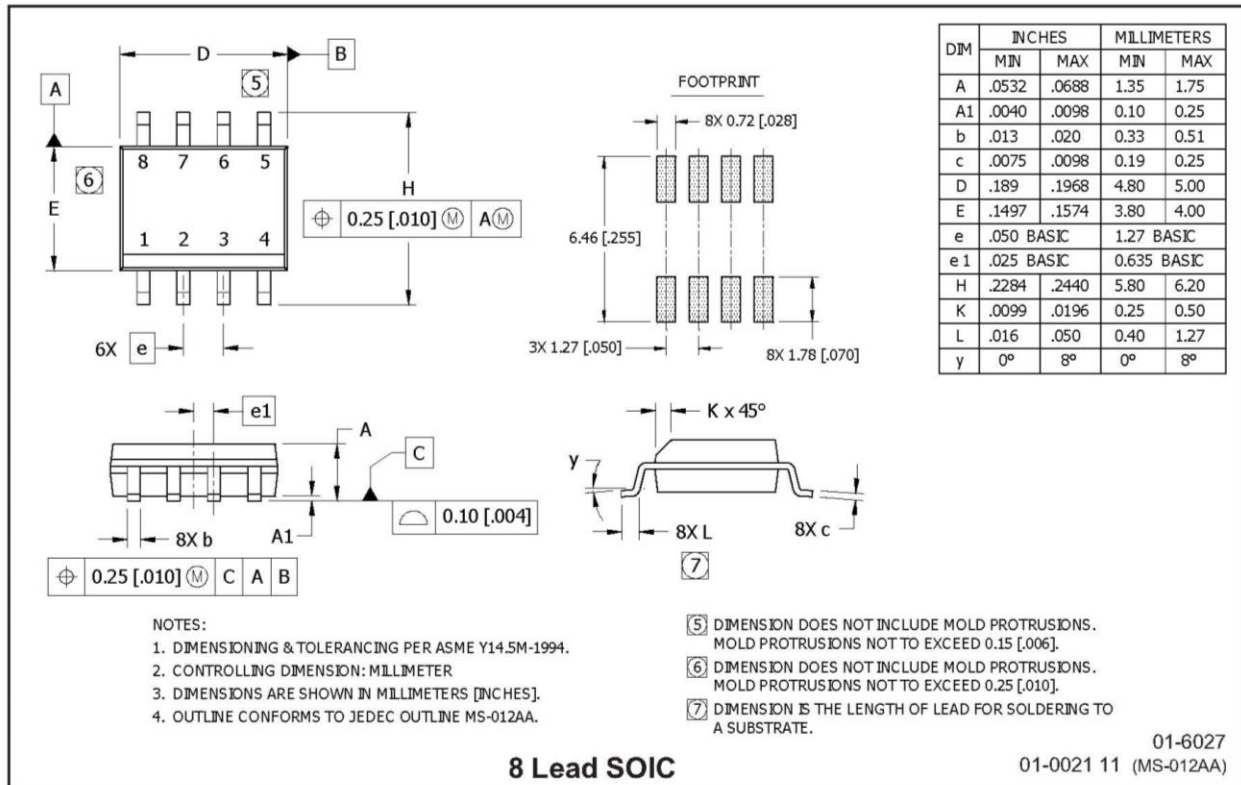 D
B
5
A
8 7 6 5
6
E
H
⌖ 0.25 [.010] Ⓜ A Ⓜ
1 2 3 4
6X e
FOOTPRINT
8X 0.72 [.028]
6.46 [.255]
3X 1.27 [.050]
8X 1.78 [.070]
DIM INCHES MILLIMETERS
MIN MAX MIN MAX
A .0532 .0688 1.35 1.75
A1 .0040 .0098 0.10 0.25
b .013 .020 0.33 0.51
c .0075 .0098 0.19 0.25
D .189 .1968 4.80 5.00
E .1497 .1574 3.80 4.00
e .050 BASIC 1.27 BASIC
e 1 .025 BASIC 0.635 BASIC
H .2284 .2440 5.80 6.20
K .0099 .0196 0.25 0.50
L .016 .050 0.40 1.27
y 0° 8° 0° 8°
e1
A
C
⌓ 0.10 [.004]
8X b
A1
⌖ 0.25 [.010] Ⓜ C A B
K x 45°
y
8X L
8X c
7
NOTES:
1. DIMENSIONING & TOLERANCING PER ASME Y14.5M-1994.
2. CONTROLLING DIMENSION: MILLIMETER
3. DIMENSIONS ARE SHOWN IN MILLIMETERS [INCHES].
4. OUTLINE CONFORMS TO JEDEC OUTLINE MS-012AA.
5 DIMENSION DOES NOT INCLUDE MOLD PROTRUSIONS.
MOLD PROTRUSIONS NOT TO EXCEED 0.15 [.006].
6 DIMENSION DOES NOT INCLUDE MOLD PROTRUSIONS.
MOLD PROTRUSIONS NOT TO EXCEED 0.25 [.010].
7 DIMENSION IS THE LENGTH OF LEAD FOR SOLDERING TO
A SUBSTRATE.
8 Lead SOIC
01-6027
01-0021 11 (MS-012AA)